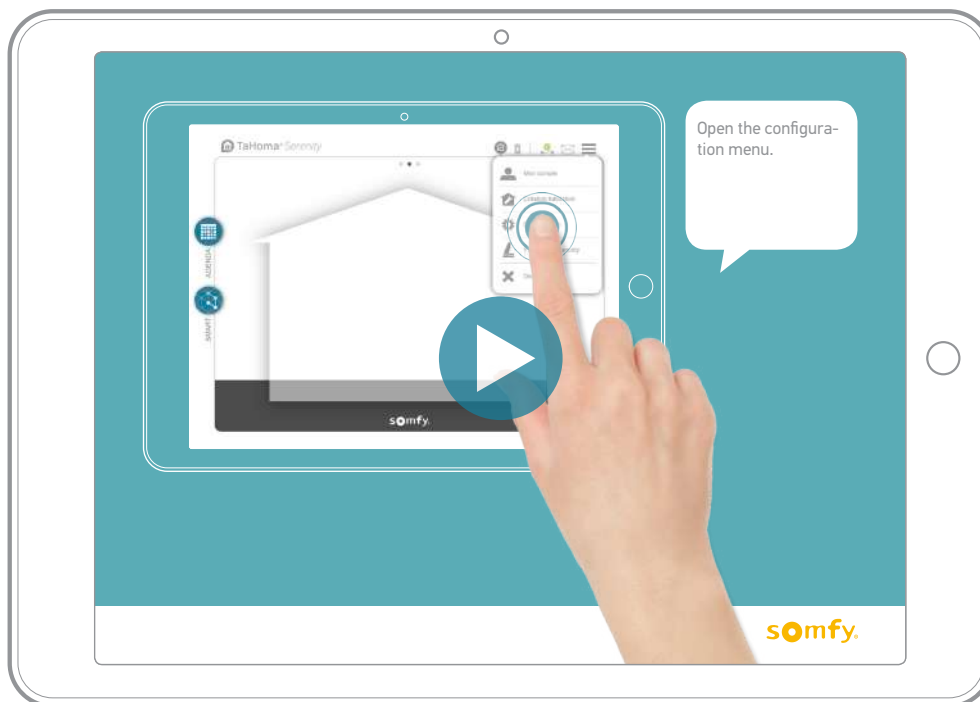 TaHoma® Serenity
Mon compte
AGENDA
SMART
somfy.
Open the configura-
tion menu.
somfy.